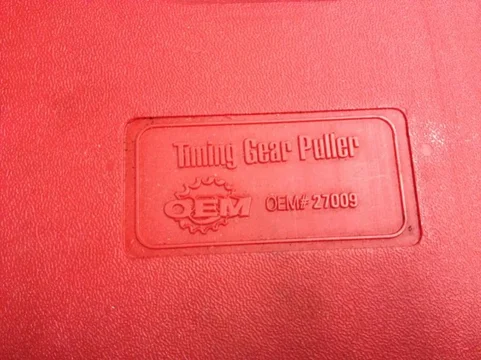 Timing Gear Puller
OEM OEM# 27009